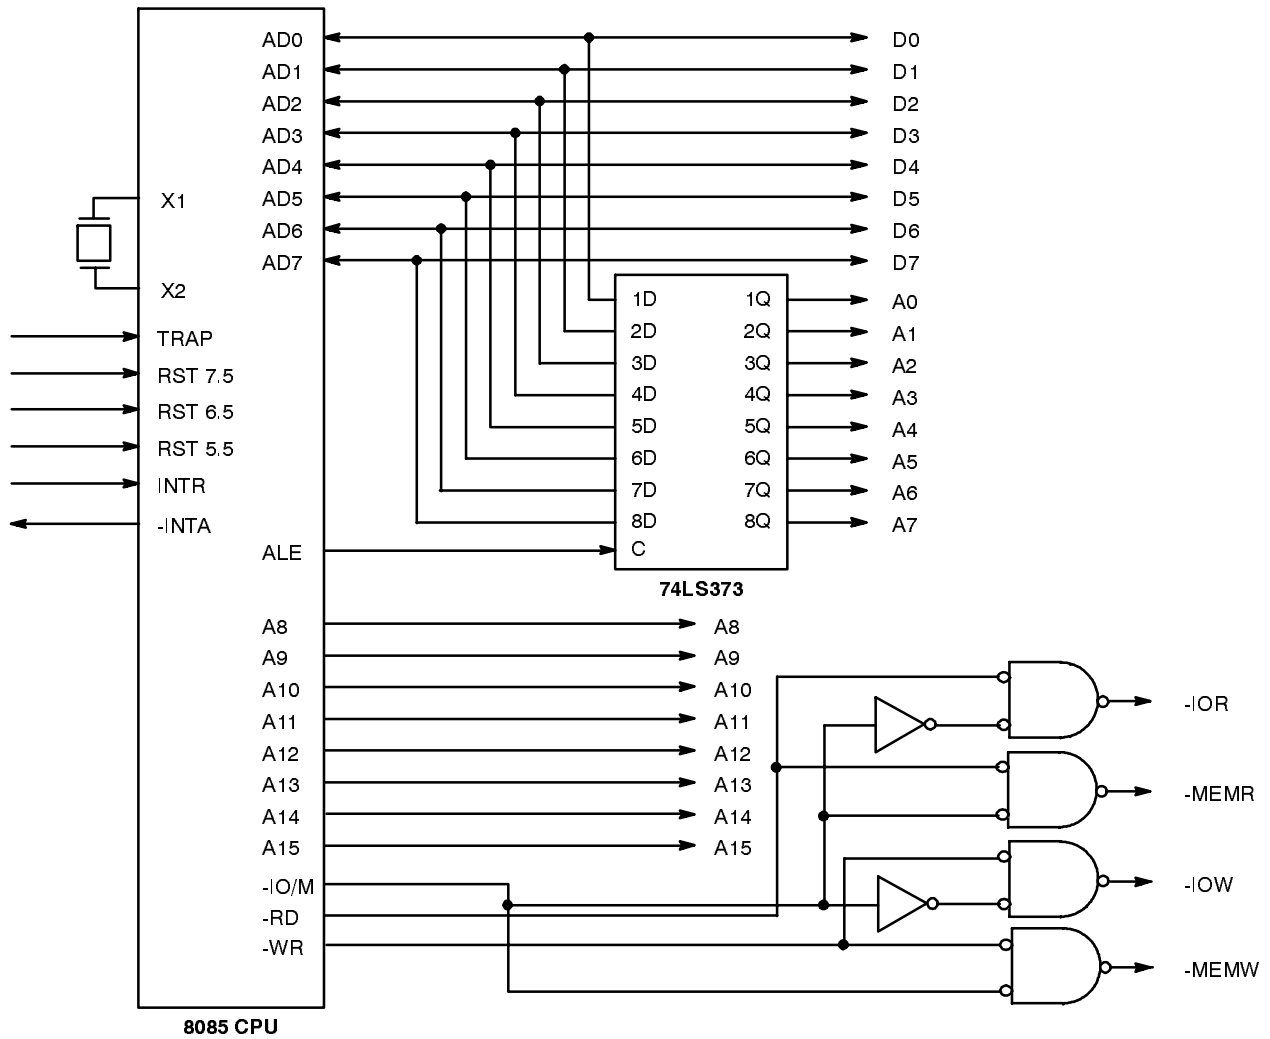 AD0
AD1
AD2
AD3
AD4
AD5
AD6
AD7
D0
D1
D2
D3
D4
D5
D6
D7
X1
X2
TRAP
RST 7.5
RST 6.5
RST 5.5
INTR
-INTA
ALE
1D 1Q
2D 2Q
3D 3Q
4D 4Q
5D 5Q
6D 6Q
7D 7Q
8D 8Q
C
74LS373
A0
A1
A2
A3
A4
A5
A6
A7
A8 A8
A9 A9
A10 A10
A11 A11
A12 A12
A13 A13
A14 A14
A15 A15
-IO/M
-RD
-WR
-IOR
-MEMR
-IOW
-MEMW
8085 CPU